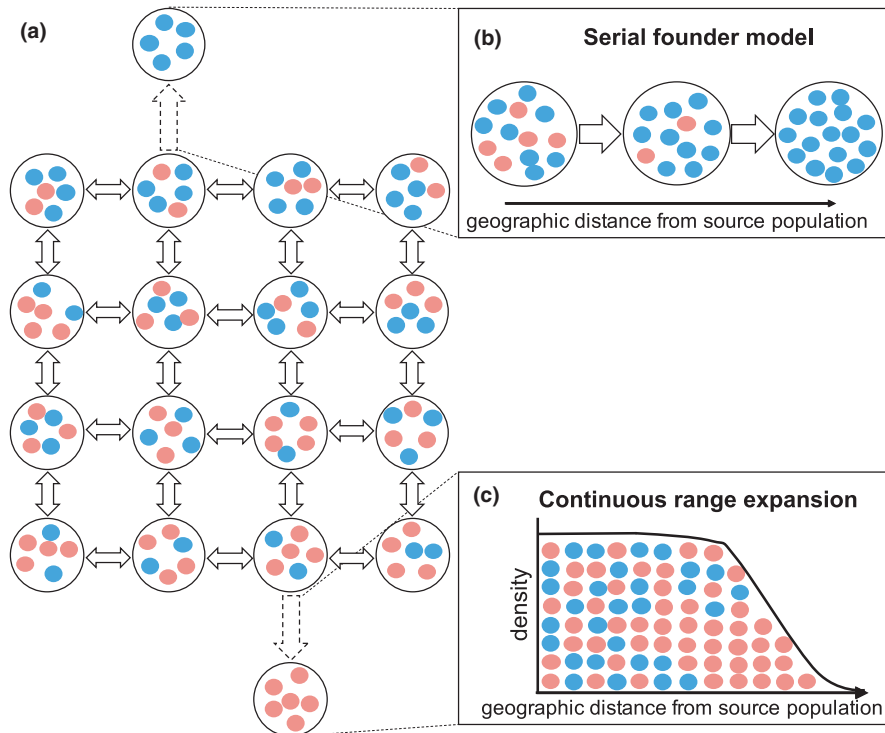 (a)
(b)
Serial founder model
geographic distance from source population
(c)
Continuous range expansion
density
geographic distance from source population